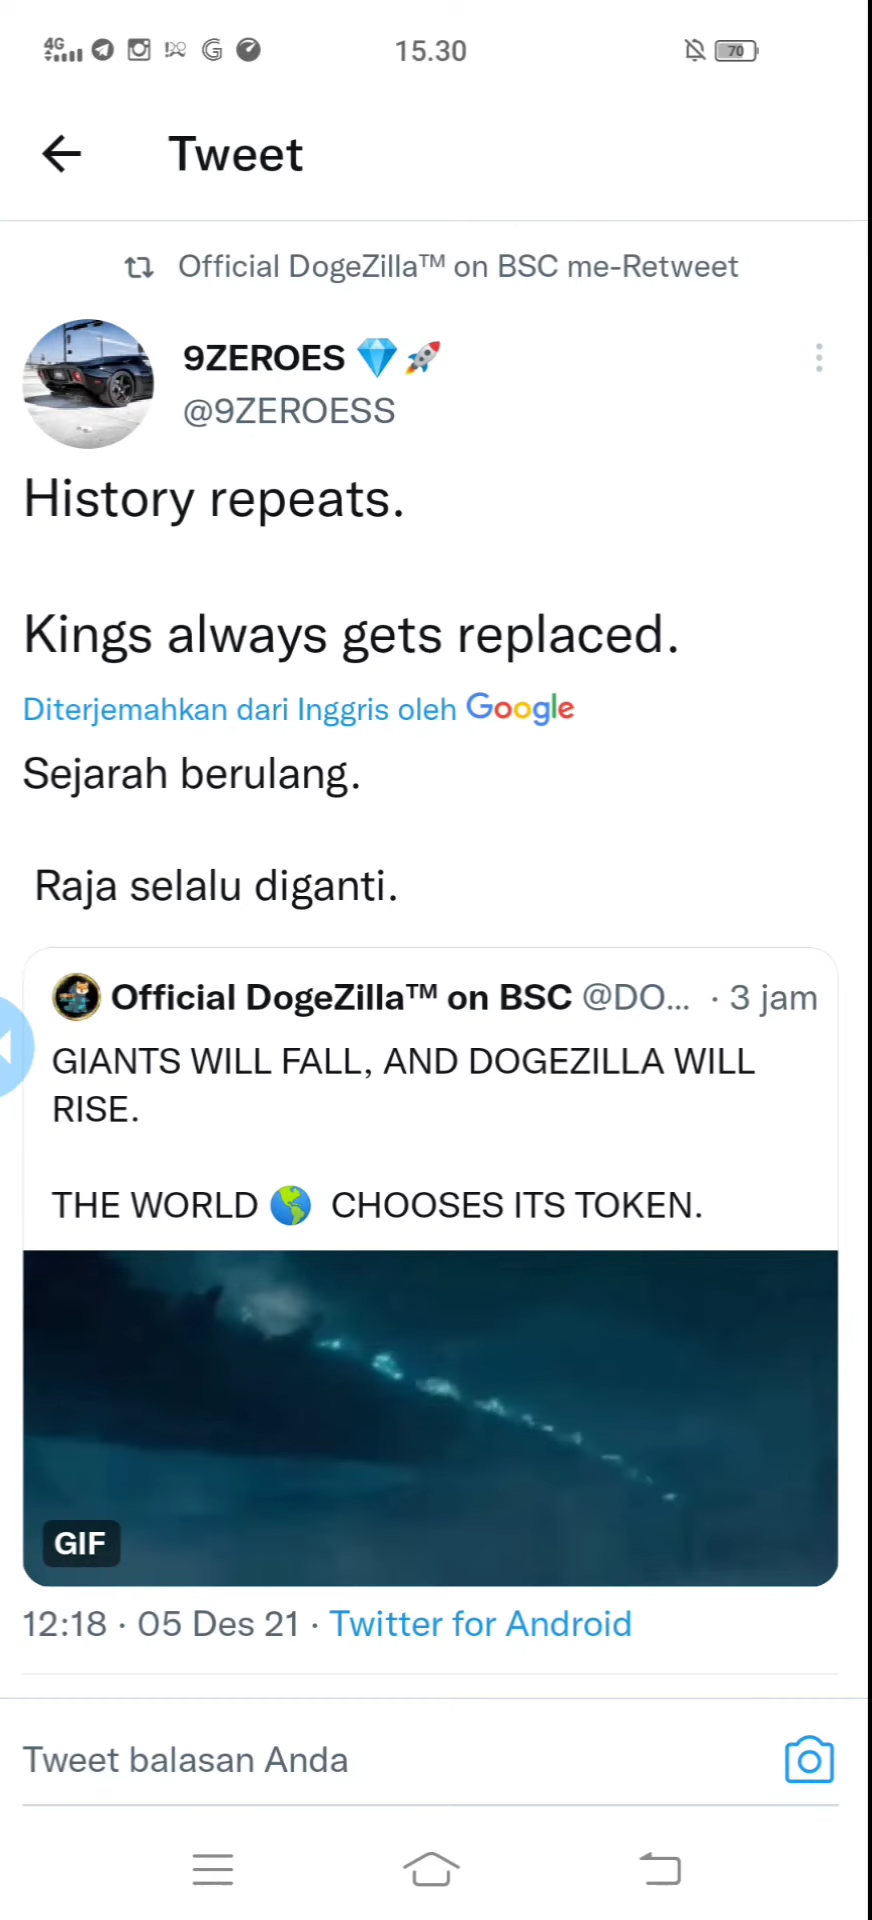 4G 15.30 70
Tweet
Official DogeZilla™ on BSC me-Retweet
9ZEROES 💎🚀
@9ZEROESS
History repeats.
Kings always gets replaced.
Diterjemahkan dari Inggris oleh Google
Sejarah berulang.
Raja selalu diganti.
Official DogeZilla™ on BSC @DO... · 3 jam
GIANTS WILL FALL, AND DOGEZILLA WILL
RISE.
THE WORLD 🌎 CHOOSES ITS TOKEN.
GIF
12:18 · 05 Des 21 · Twitter for Android
Tweet balasan Anda